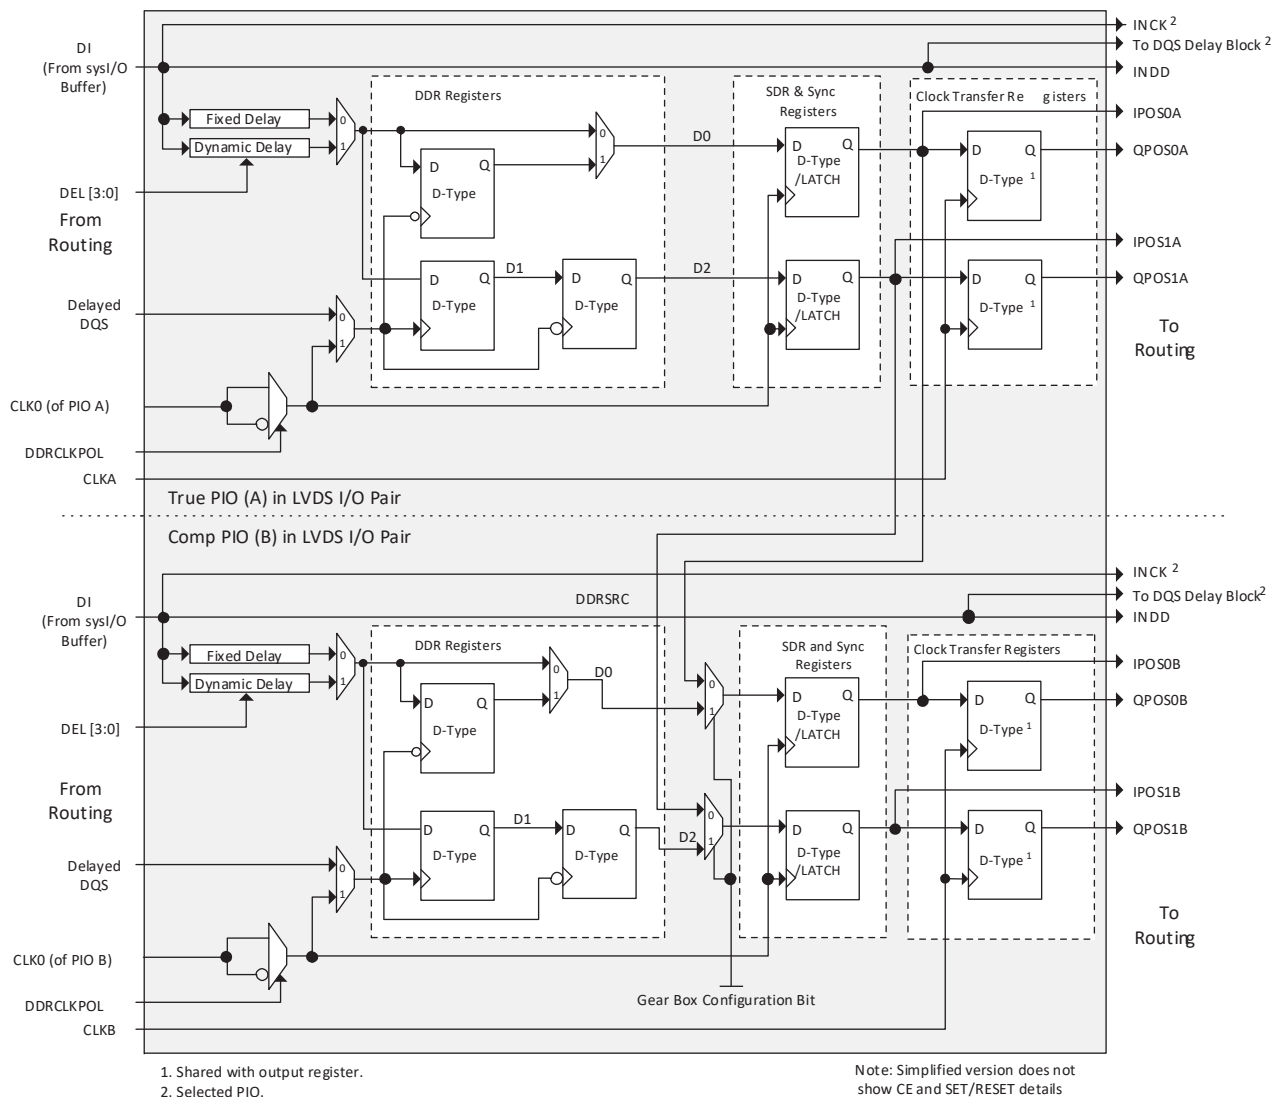 INCK 2
DI
(From sysI/O
Buffer)
To DQS Delay Block 2
INDD
DDR Registers
SDR & Sync
Registers
Clock Transfer Re gisters
IPOS0A
Fixed Delay
0
Dynamic Delay
1
0
1
D0
D Q
D-Type
D Q
D-Type
/LATCH
D Q
D-Type 1
QPOS0A
DEL [3:0]
From
Routing
IPOS1A
D Q
D-Type
D1
D Q
D-Type
D2
D Q
D-Type
/LATCH
D Q
D-Type 1
QPOS1A
Delayed
DQS
0
1
To
Routing
CLK0 (of PIO A)
DDRCLKPOL
CLKA
True PIO (A) in LVDS I/O Pair
Comp PIO (B) in LVDS I/O Pair
INCK 2
DI
(From sysI/O
Buffer)
DDRSRC
To DQS Delay Block2
INDD
DDR Registers
SDR and Sync
Registers
Clock Transfer Registers
IPOS0B
Fixed Delay
0
Dynamic Delay
1
0
1
D0
0
1
D Q
D-Type
D Q
D-Type
/LATCH
D Q
D-Type 1
QPOS0B
DEL [3:0]
From
Routing
IPOS1B
D Q
D-Type
D1
D Q
D-Type
D2
0
1
D Q
D-Type
/LATCH
D Q
D-Type 1
QPOS1B
Delayed
DQS
0
1
To
Routing
CLK0 (of PIO B)
DDRCLKPOL
Gear Box Configuration Bit
CLKB
1. Shared with output register.
2. Selected PIO.
Note: Simplified version does not
show CE and SET/RESET details